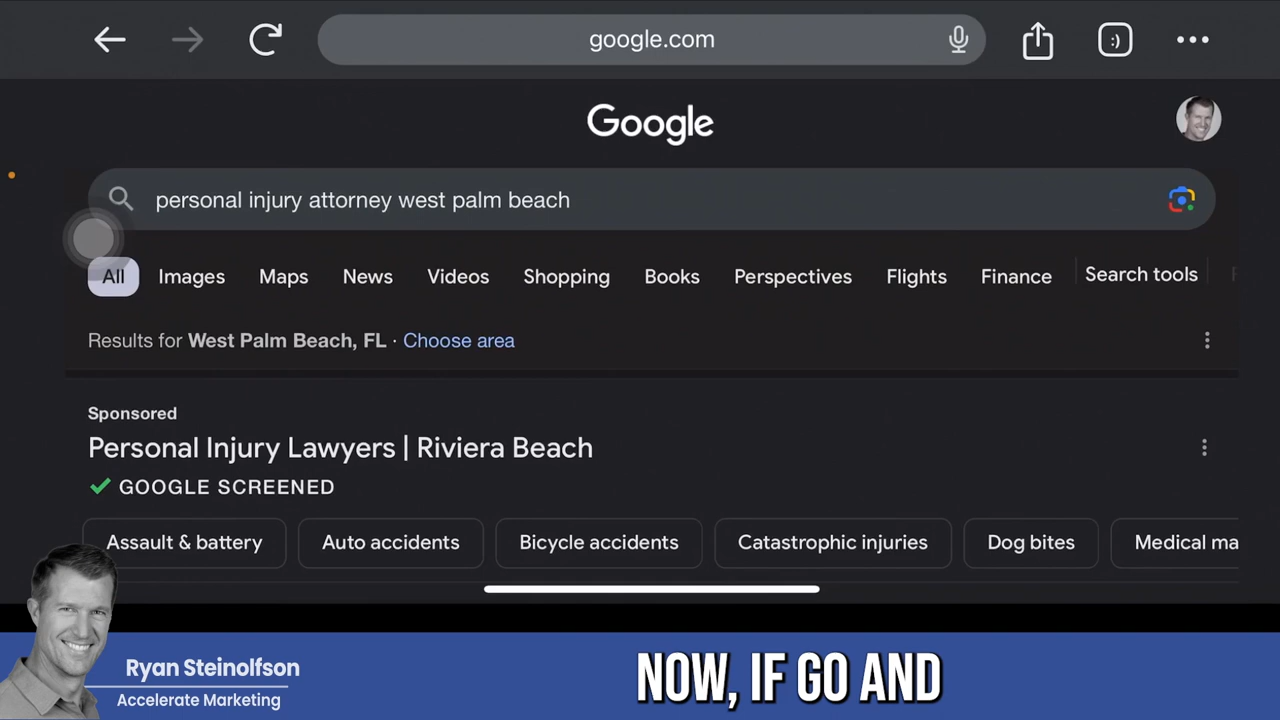 google.com
:)
Google
personal injury attorney west palm beach
All Images Maps News Videos Shopping Books Perspectives Flights Finance Search tools
Results for West Palm Beach, FL · Choose area
Sponsored
Personal Injury Lawyers | Riviera Beach
GOOGLE SCREENED
Assault & battery Auto accidents Bicycle accidents Catastrophic injuries Dog bites Medical ma
Ryan Steinolfson
Accelerate Marketing
NOW, IF GO AND